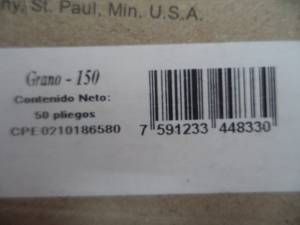 ny, St. Paul, Min. U.S.A.
Grano - 150
Contenido Neto:
50 pliegos
CPE0210186580
7 591233 448330